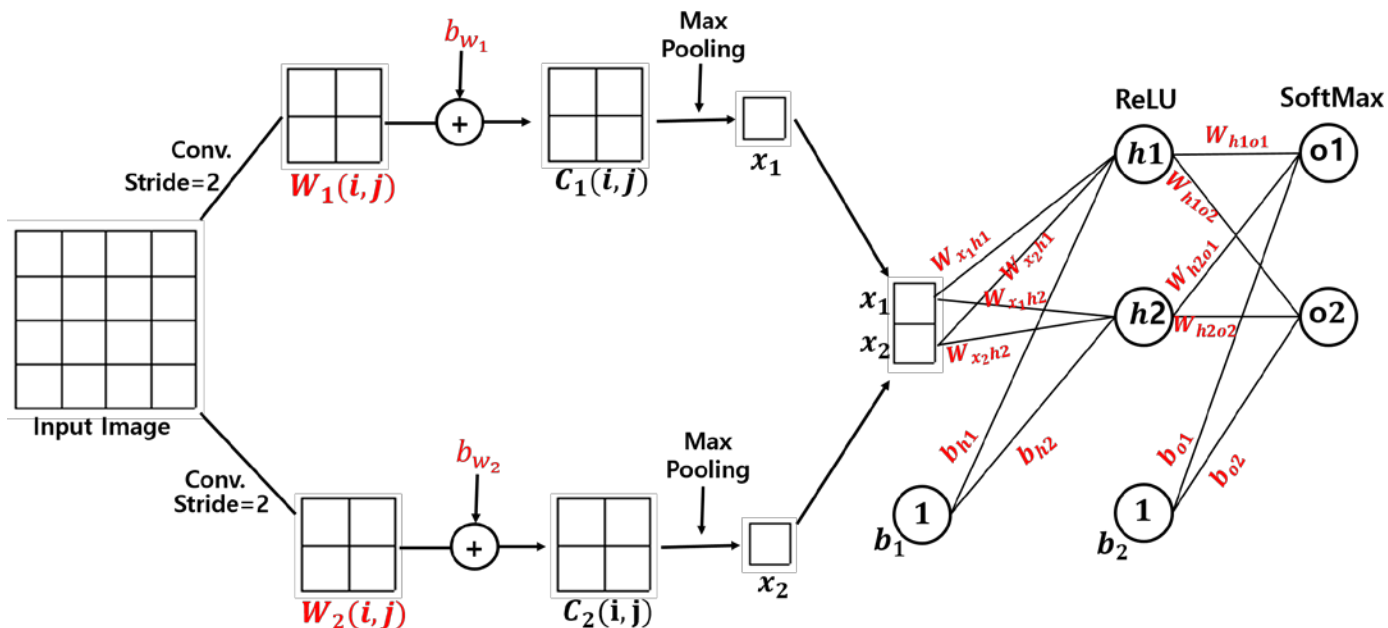 b_{W_1}
Max
Pooling
+
Conv.
Stride=2
W_1(i,j)
C_1(i,j)
x_1
Input Image
Conv.
Stride=2
b_{W_2}
Max
Pooling
+
W_2(i,j)
C_2(i,j)
x_2
x_1
x_2
ReLU
SoftMax
h1
W_{h1o1}
o1
W_{h1o2}
W_{x_1h1}
W_{x_2h1}
W_{h2o1}
W_{x_1h2}
h2
W_{h2o2}
o2
W_{x_2h2}
b_{h1}
b_{h2}
b_{o1}
b_{o2}
1
b_1
1
b_2